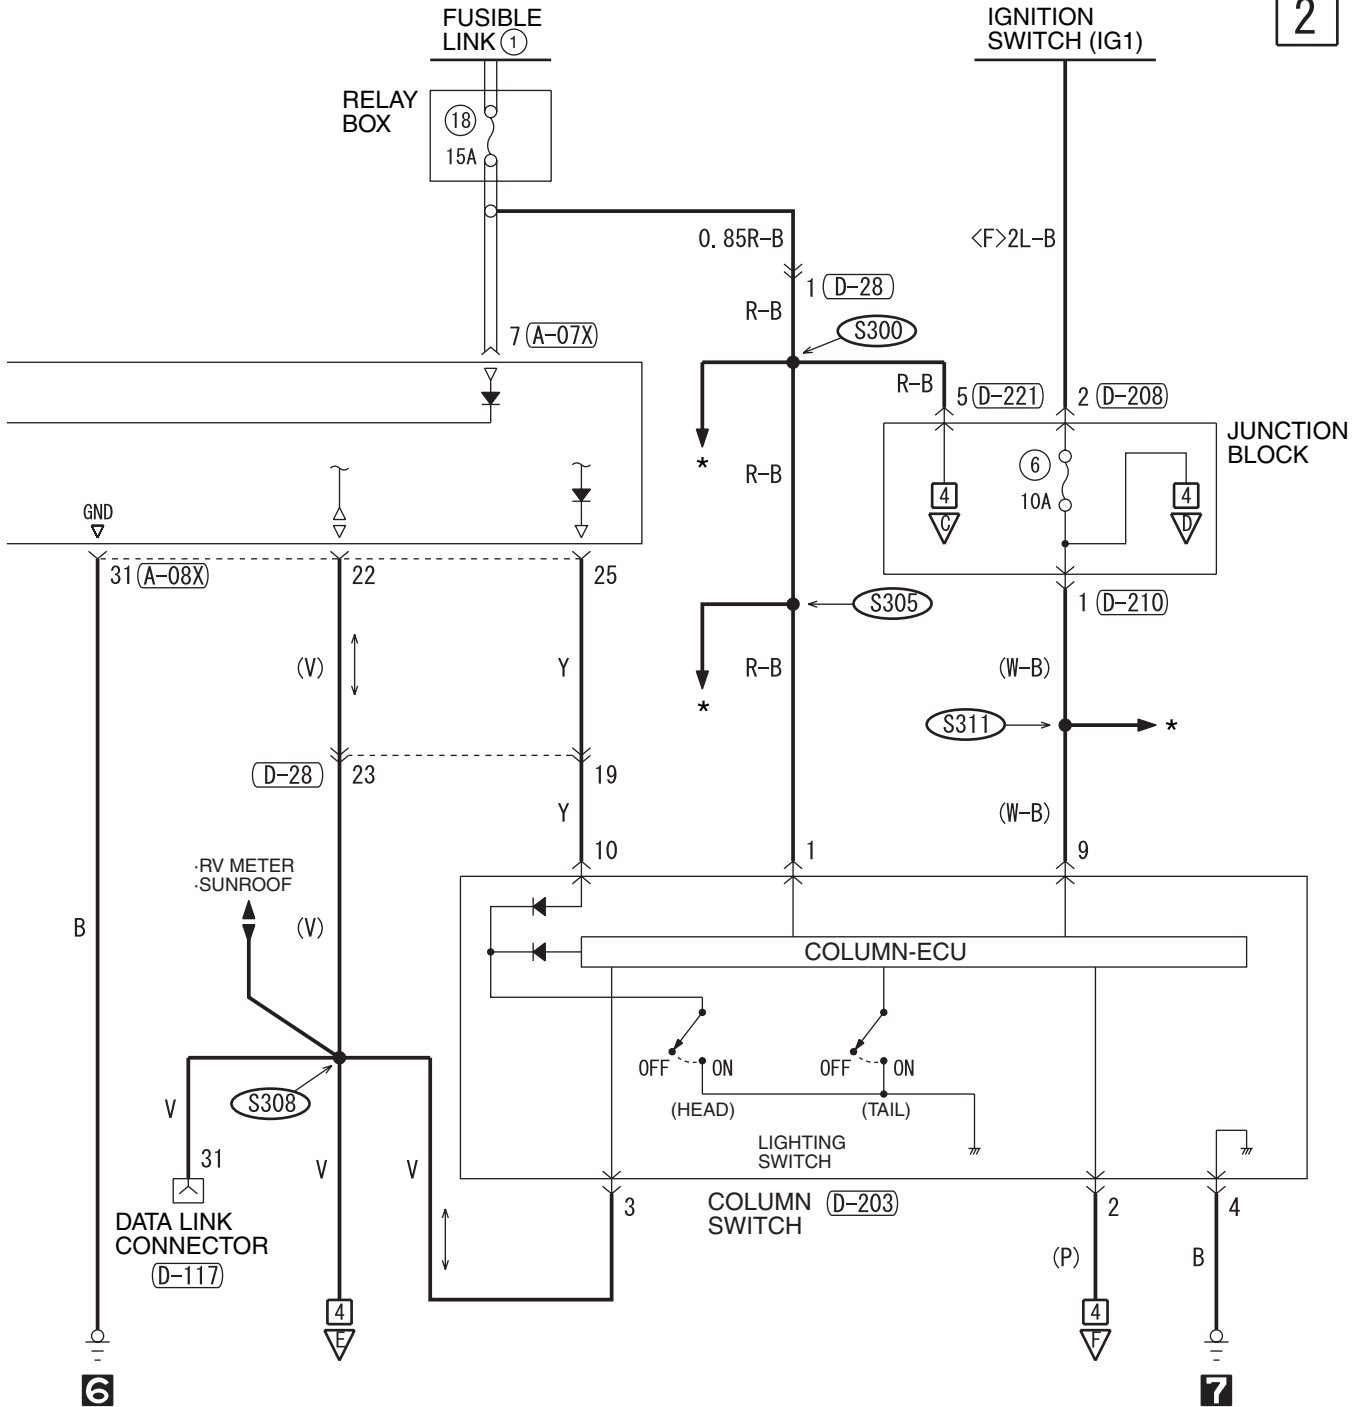 FUSIBLE
LINK 1
IGNITION
SWITCH (IG1)
2
RELAY
BOX
18
15A
0.85R-B
<F>2L-B
1 D-28
R-B
7 A-07X
S300
R-B
5 D-221
2 D-208
JUNCTION
BLOCK
*
R-B
6
10A
4
C
4
D
GND
31 A-08X
22
25
S305
1 D-210
(V)
Y
R-B
(W-B)
*
S311
*
D-28
23
19
Y
(W-B)
10
1
9
·RV METER
·SUNROOF
B
(V)
COLUMN-ECU
OFF
ON
OFF
ON
(HEAD)
(TAIL)
S308
V
LIGHTING
SWITCH
31
V
V
3
COLUMN
SWITCH
D-203
2
4
DATA LINK
CONNECTOR
D-117
(P)
B
4
E
4
F
6
7